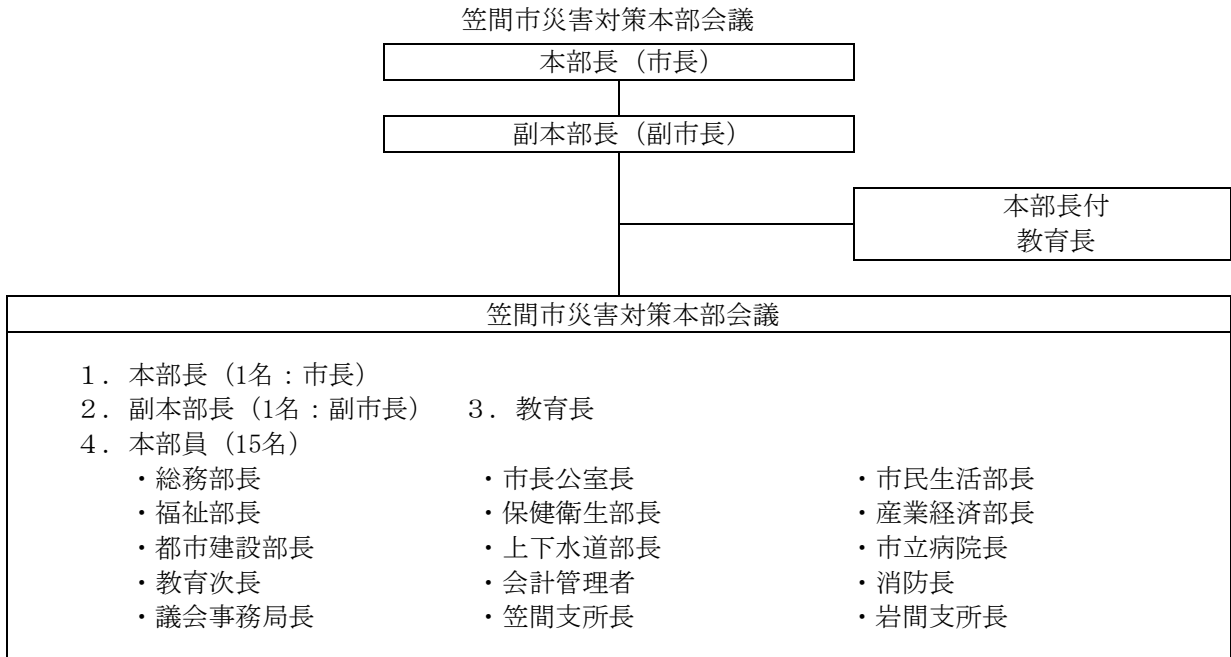 笠間市災害対策本部会議
本部長（市長）
副本部長（副市長）
本部長付
教育長
笠間市災害対策本部会議
１．本部長（1名：市長）
２．副本部長（1名：副市長）　３．教育長
４．本部員（15名）
・総務部長　・市長公室長　・市民生活部長
・福祉部長　・保健衛生部長　・産業経済部長
・都市建設部長　・上下水道部長　・市立病院長
・教育次長　・会計管理者　・消防長
・議会事務局長　・笠間支所長　・岩間支所長